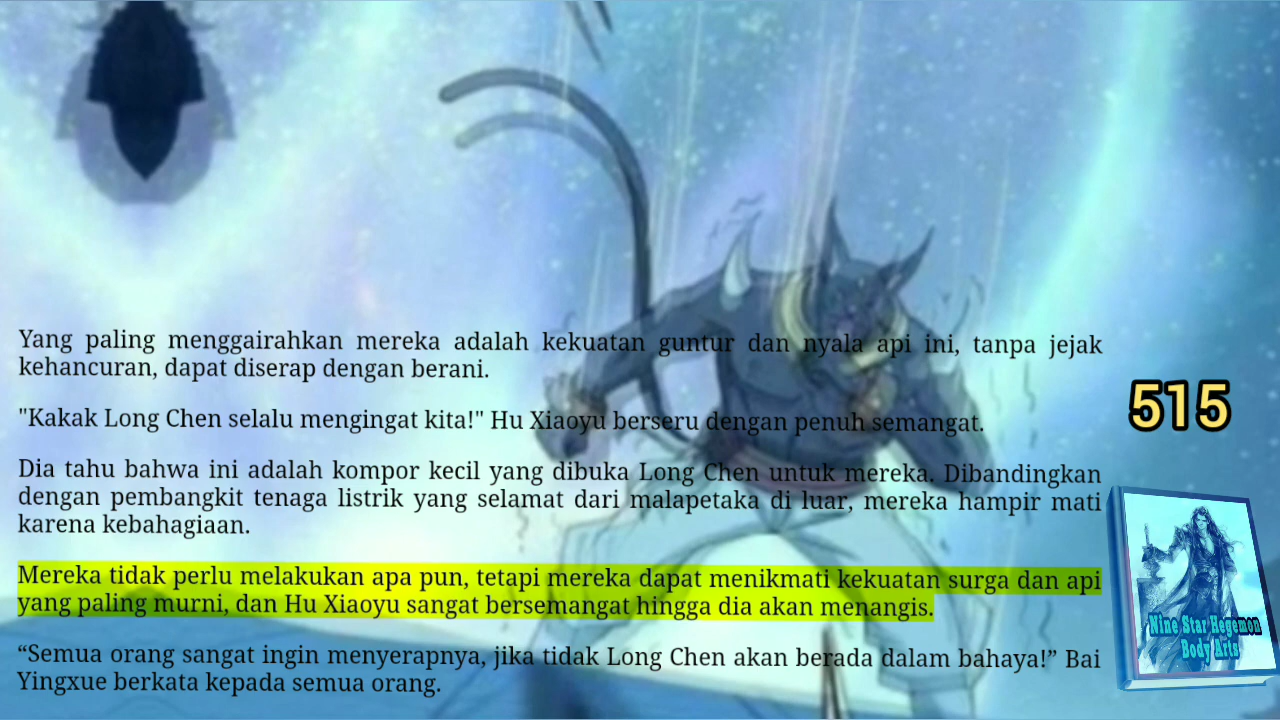 Yang paling menggairahkan mereka adalah kekuatan guntur dan nyala api ini, tanpa jejak
kehancuran, dapat diserap dengan berani.
"Kakak Long Chen selalu mengingat kita!" Hu Xiaoyu berseru dengan penuh semangat.
Dia tahu bahwa ini adalah kompor kecil yang dibuka Long Chen untuk mereka. Dibandingkan
dengan pembangkit tenaga listrik yang selamat dari malapetaka di luar, mereka hampir mati
karena kebahagiaan.
Mereka tidak perlu melakukan apa pun, tetapi mereka dapat menikmati kekuatan surga dan api
yang paling murni, dan Hu Xiaoyu sangat bersemangat hingga dia akan menangis.
“Semua orang sangat ingin menyerapnya, jika tidak Long Chen akan berada dalam bahaya!” Bai
Yingxue berkata kepada semua orang.
515
Nine Star Hegemon
Body Arts